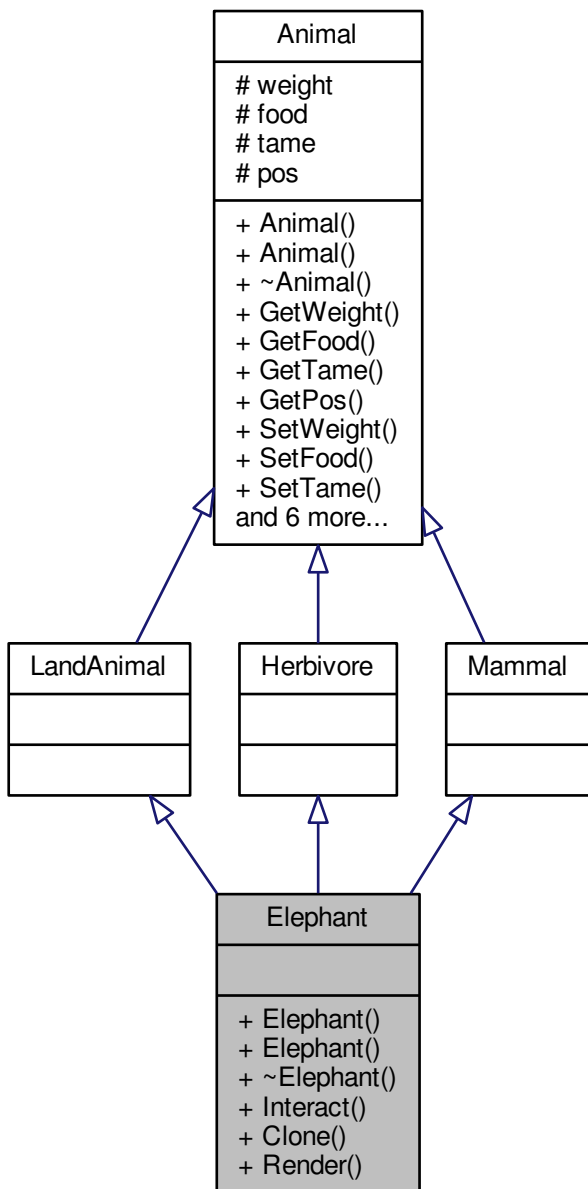 Animal
# weight
# food
# tame
# pos
+ Animal()
+ Animal()
+ ~Animal()
+ GetWeight()
+ GetFood()
+ GetTame()
+ GetPos()
+ SetWeight()
+ SetFood()
+ SetTame()
and 6 more...
LandAnimal
Herbivore
Mammal
Elephant
+ Elephant()
+ Elephant()
+ ~Elephant()
+ Interact()
+ Clone()
+ Render()